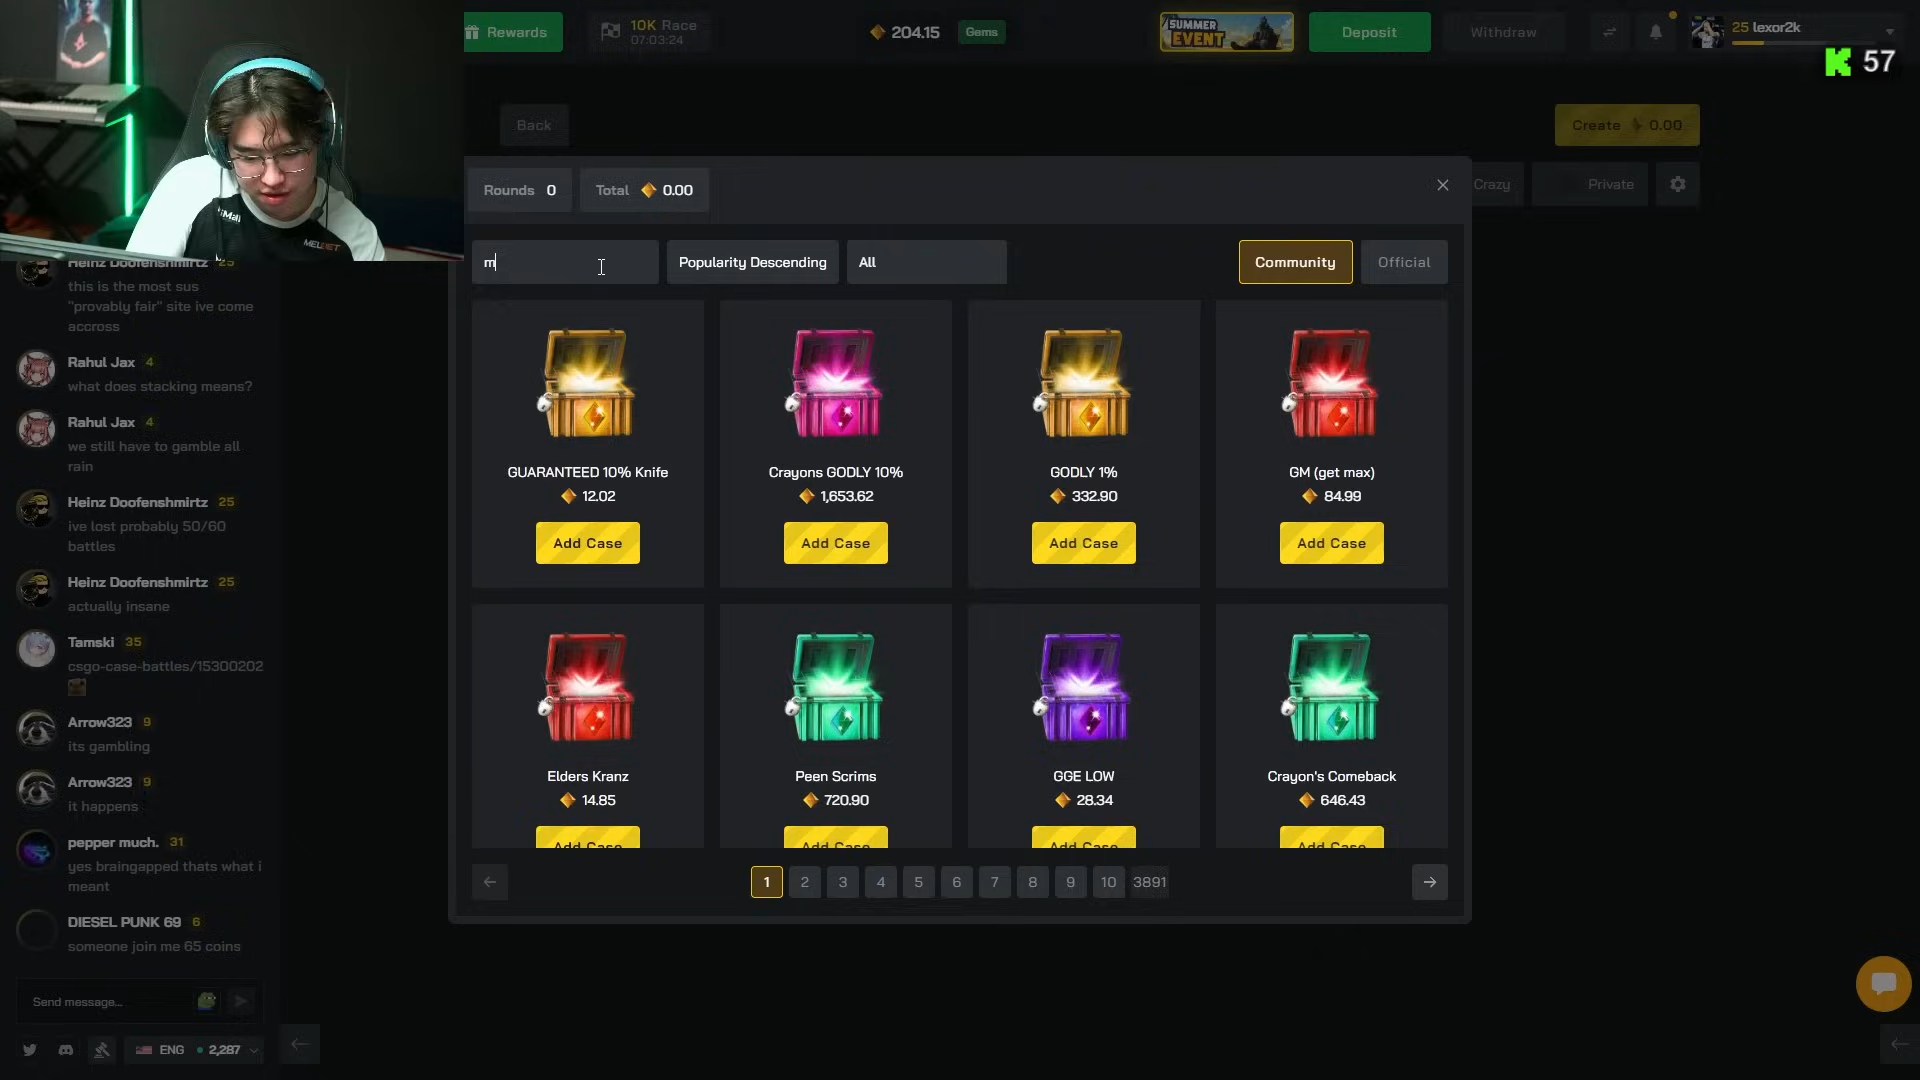 Rewards
10K Race
07:03:24
204.15
Gems
SUMMER
EVENT
Deposit
Withdraw
25 lexor2k
57
Back
Create 0.00
Rounds 0
Total 0.00
Crazy
Private
m
Popularity Descending
All
Community
Official
GUARANTEED 10% Knife
12.02
Add Case
Crayons GODLY 10%
1,653.62
Add Case
GODLY 1%
332.90
Add Case
GM (get max)
84.99
Add Case
Elders Kranz
14.85
Add Case
Peen Scrims
720.90
Add Case
GGE LOW
28.34
Add Case
Crayon's Comeback
646.43
Add Case
1 2 3 4 5 6 7 8 9 10 3891
Heinz Doofenshmirtz 25
this is the most sus
"provably fair" site ive come
accross
Rahul Jax 4
what does stacking means?
Rahul Jax 4
we still have to gamble all
rain
Heinz Doofenshmirtz 25
ive lost probably 50/60
battles
Heinz Doofenshmirtz 25
actually insane
Tamski 35
csgo-case-battles/15300202
Arrow323 9
its gambling
Arrow323 9
it happens
pepper much. 31
yes braingapped thats what i
meant
DIESEL PUNK 69 6
someone join me 65 coins
Send message...
ENG 2,287